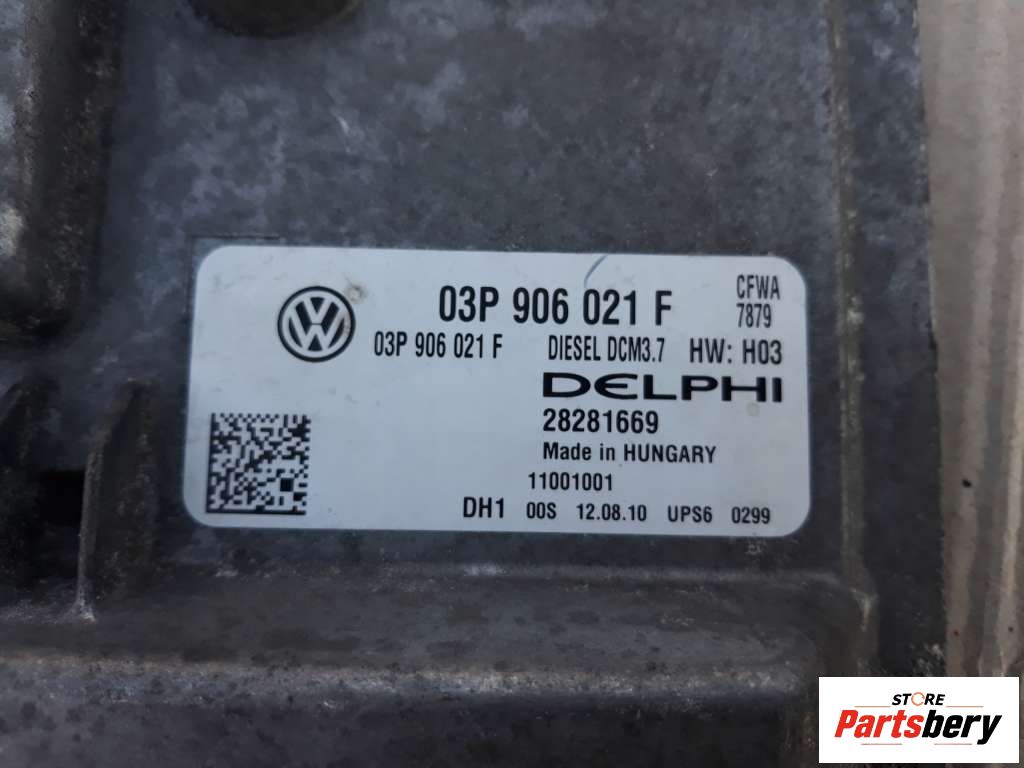 03P 906 021 F CFWA
7879
03P 906 021 F DIESEL DCM3.7 HW: H03
DELPHI
28281669
Made in HUNGARY
11001001
DH1 00S 12.08.10 UPS6 0299
STORE
Partsbery